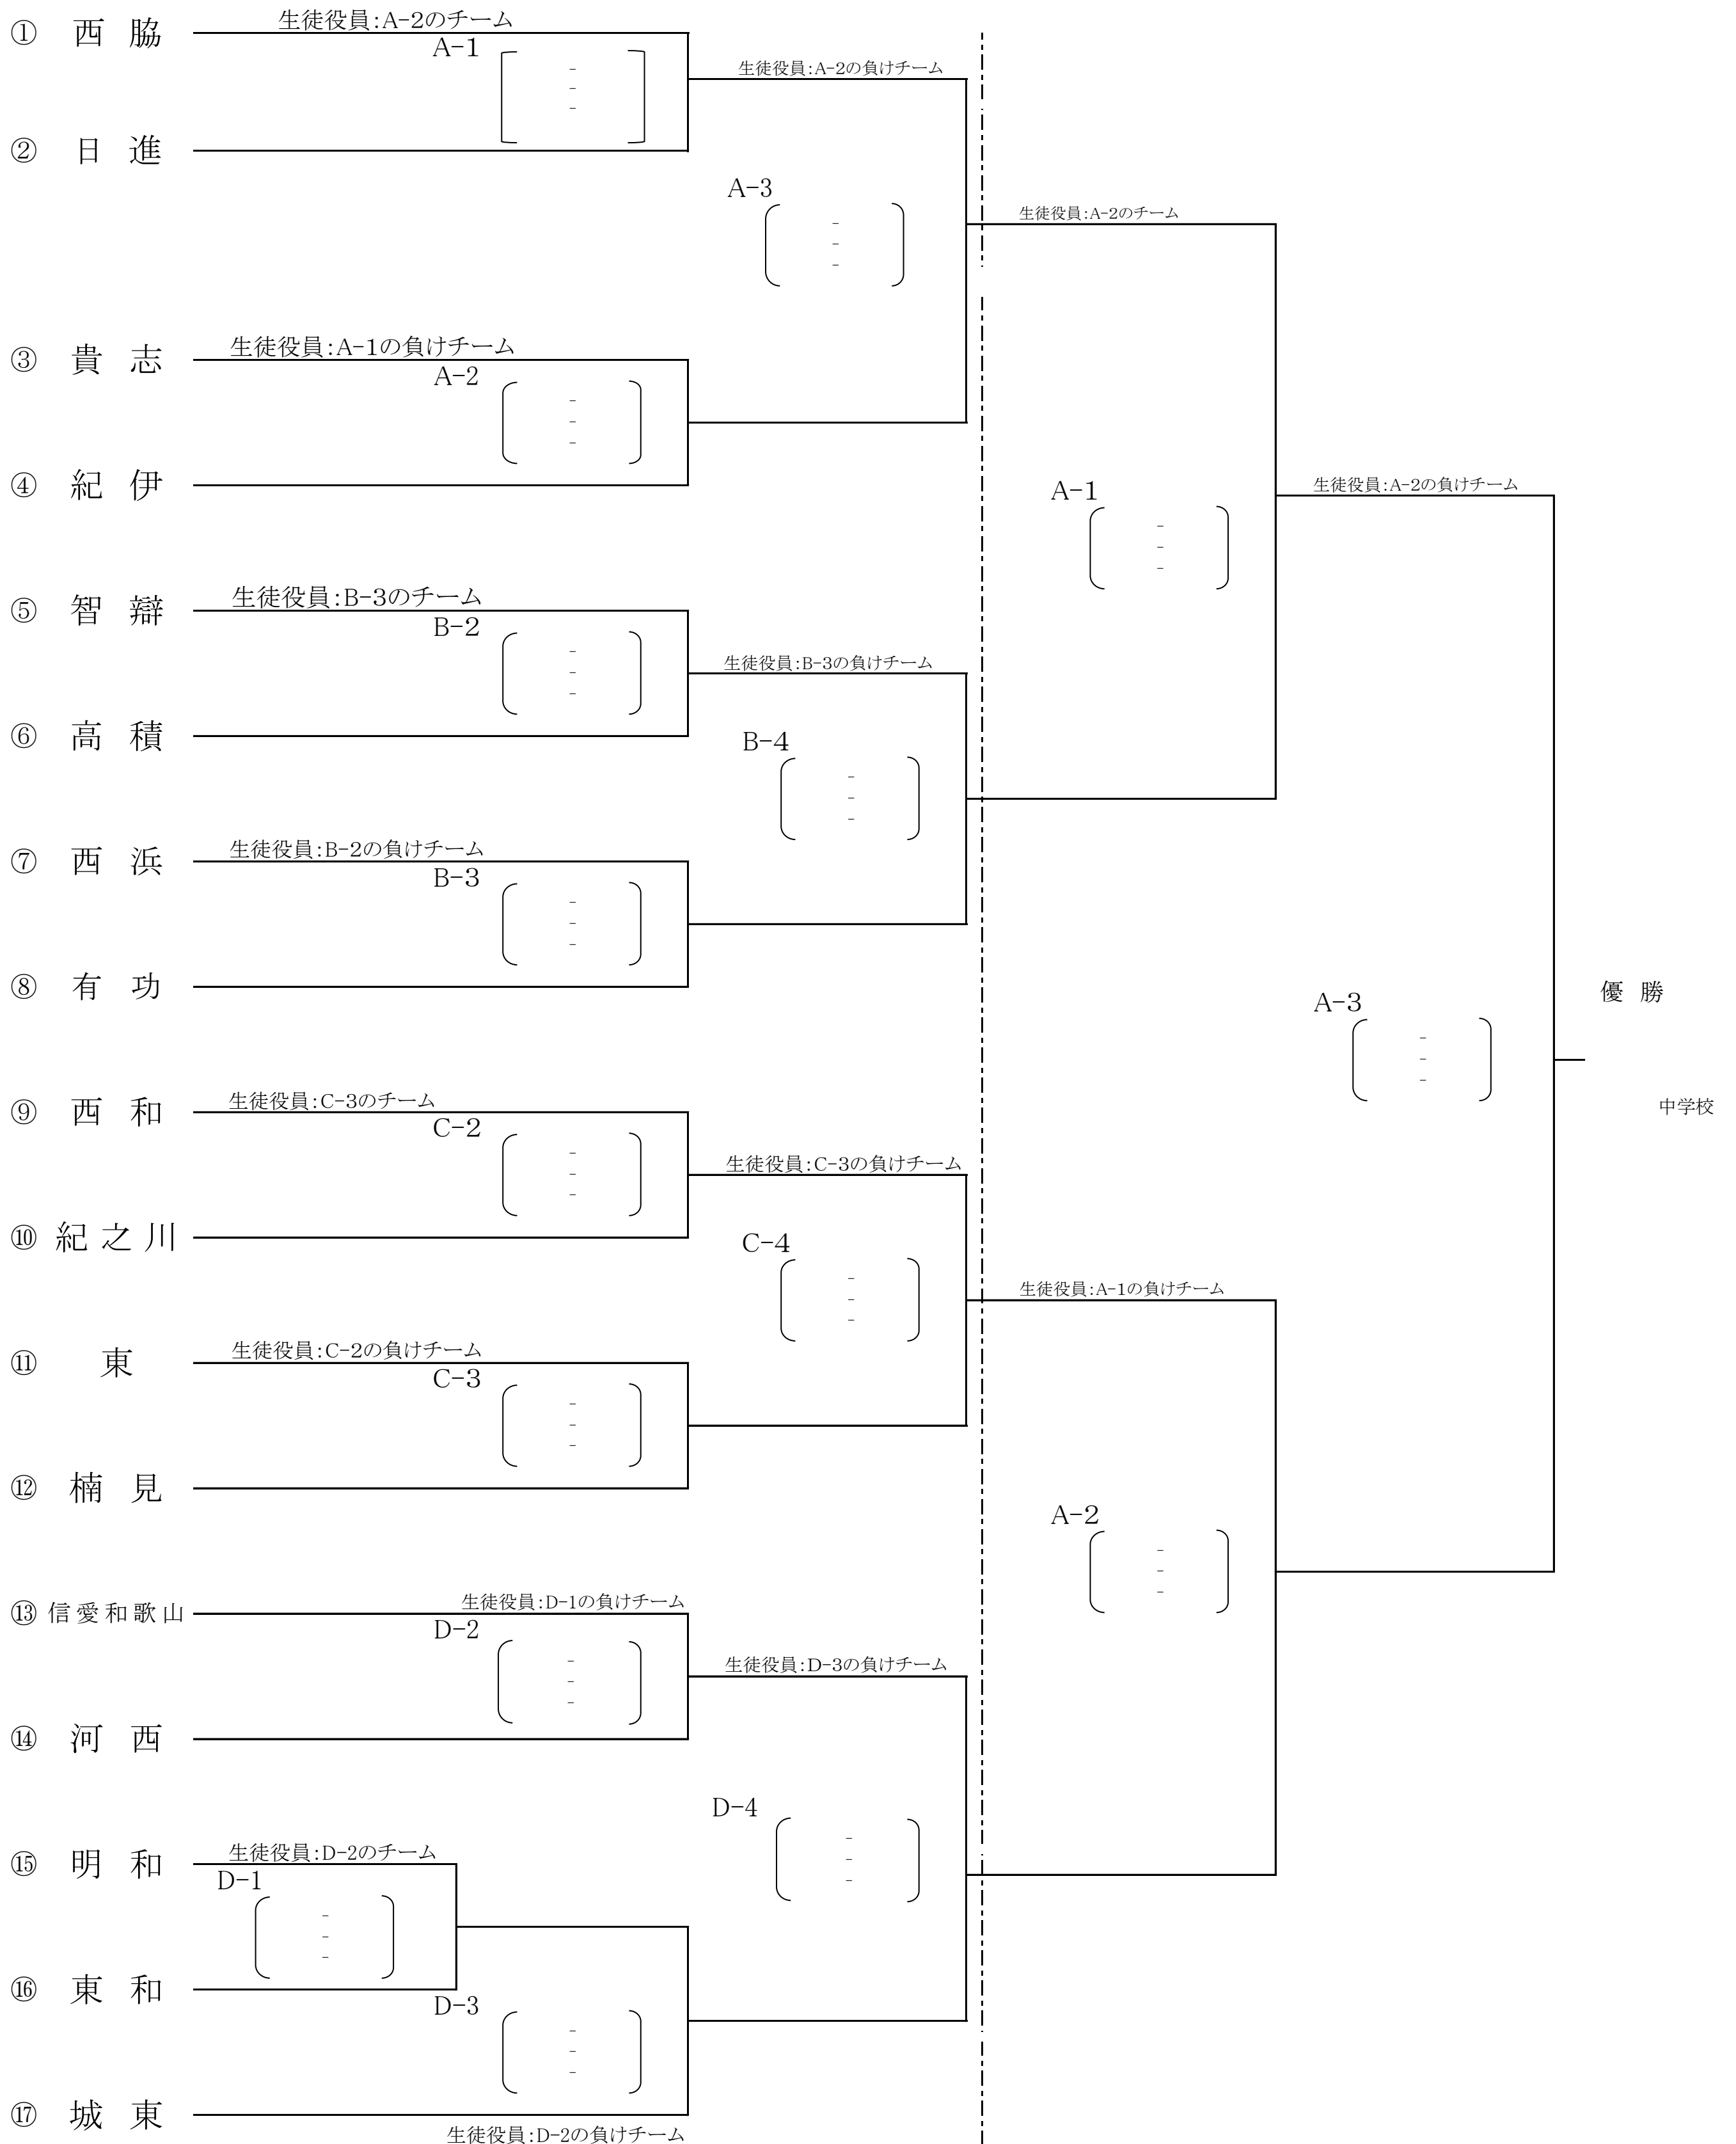 ① 西 脇
生徒役員:A-2のチーム
A-1
- - -
② 日 進
生徒役員:A-2の負けチーム
A-3
- - -
③ 貴 志
生徒役員:A-1の負けチーム
A-2
- - -
④ 紀 伊
生徒役員:A-2のチーム
A-1
- - -
⑤ 智 辯
生徒役員:B-3のチーム
B-2
- - -
⑥ 高 積
生徒役員:B-3の負けチーム
B-4
- - -
⑦ 西 浜
生徒役員:B-2の負けチーム
B-3
- - -
⑧ 有 功
生徒役員:A-2の負けチーム
A-3
- - -
優 勝
中学校
⑨ 西 和
生徒役員:C-3のチーム
C-2
- - -
⑩ 紀 之 川
生徒役員:C-3の負けチーム
C-4
- - -
⑪ 東
生徒役員:C-2の負けチーム
C-3
- - -
⑫ 楠 見
生徒役員:A-1の負けチーム
A-2
- - -
⑬ 信 愛 和 歌 山
生徒役員:D-1の負けチーム
D-2
- - -
⑭ 河 西
生徒役員:D-3の負けチーム
D-4
- - -
⑮ 明 和
生徒役員:D-2のチーム
D-1
- - -
⑯ 東 和
D-3
- - -
⑰ 城 東
生徒役員:D-2の負けチーム